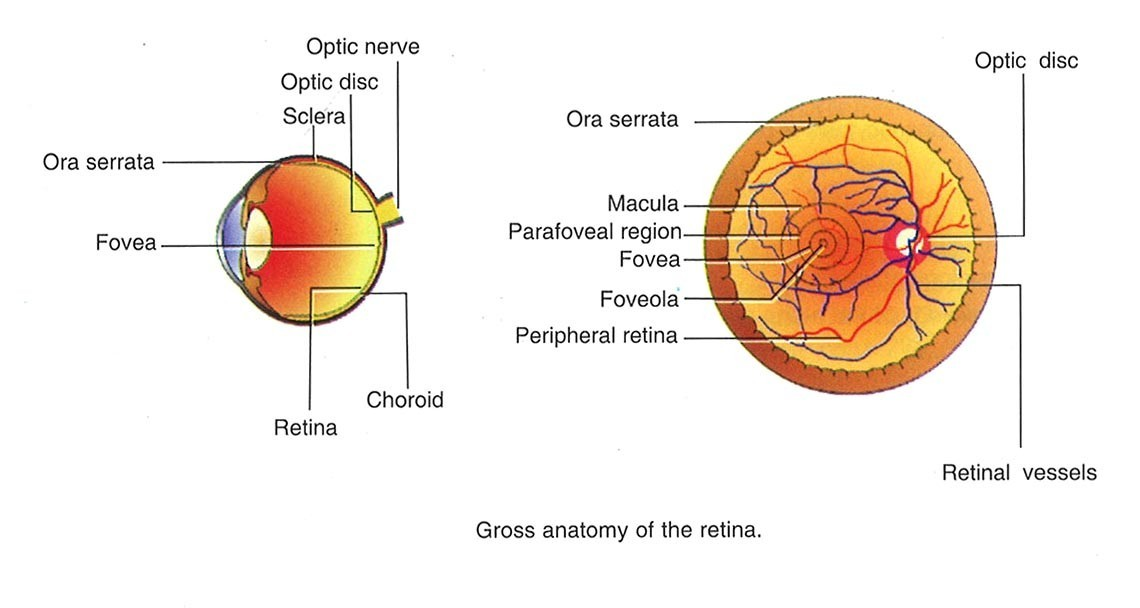 Optic nerve
Optic disc
Sclera
Ora serrata
Fovea
Choroid
Retina
Optic disc
Ora serrata
Macula
Parafoveal region
Fovea
Foveola
Peripheral retina
Retinal vessels
Gross anatomy of the retina.